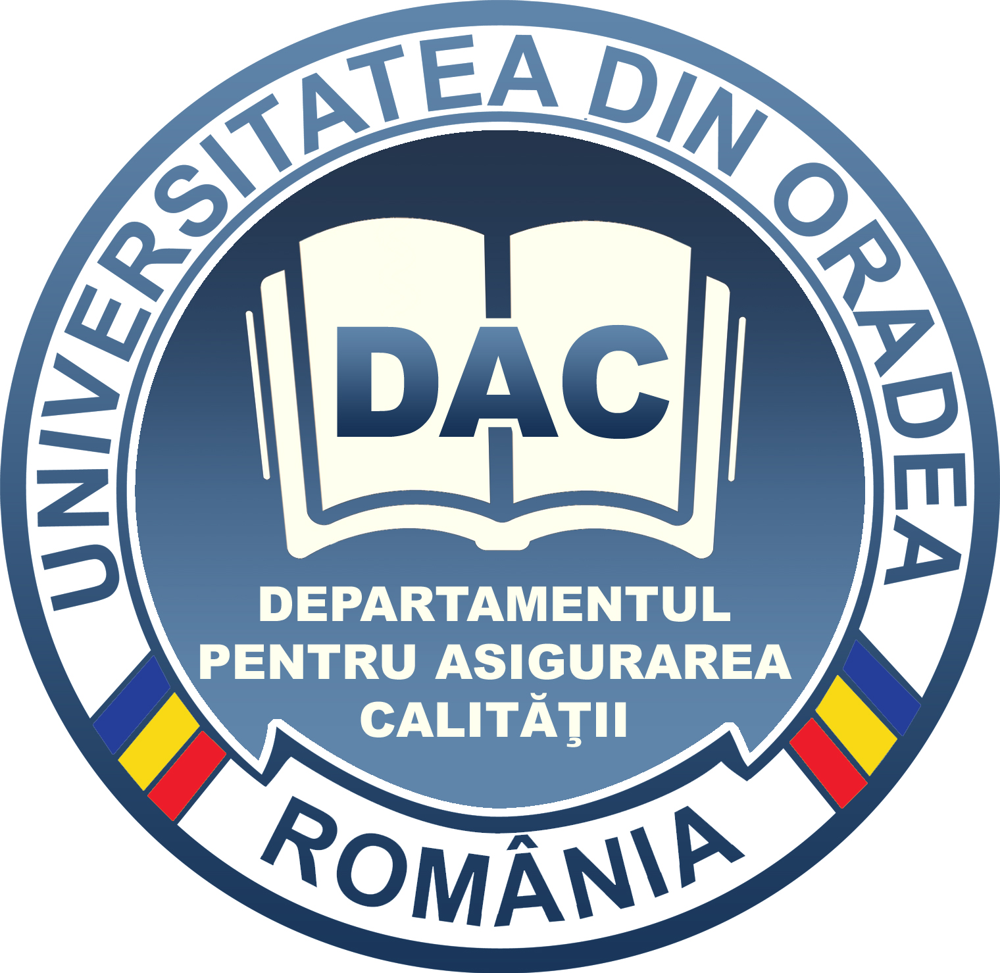 UNIVERSITATEA DIN ORADEA
DAC
DEPARTAMENTUL
PENTRU ASIGURAREA
CALITĂŢII
ROMÂNIA